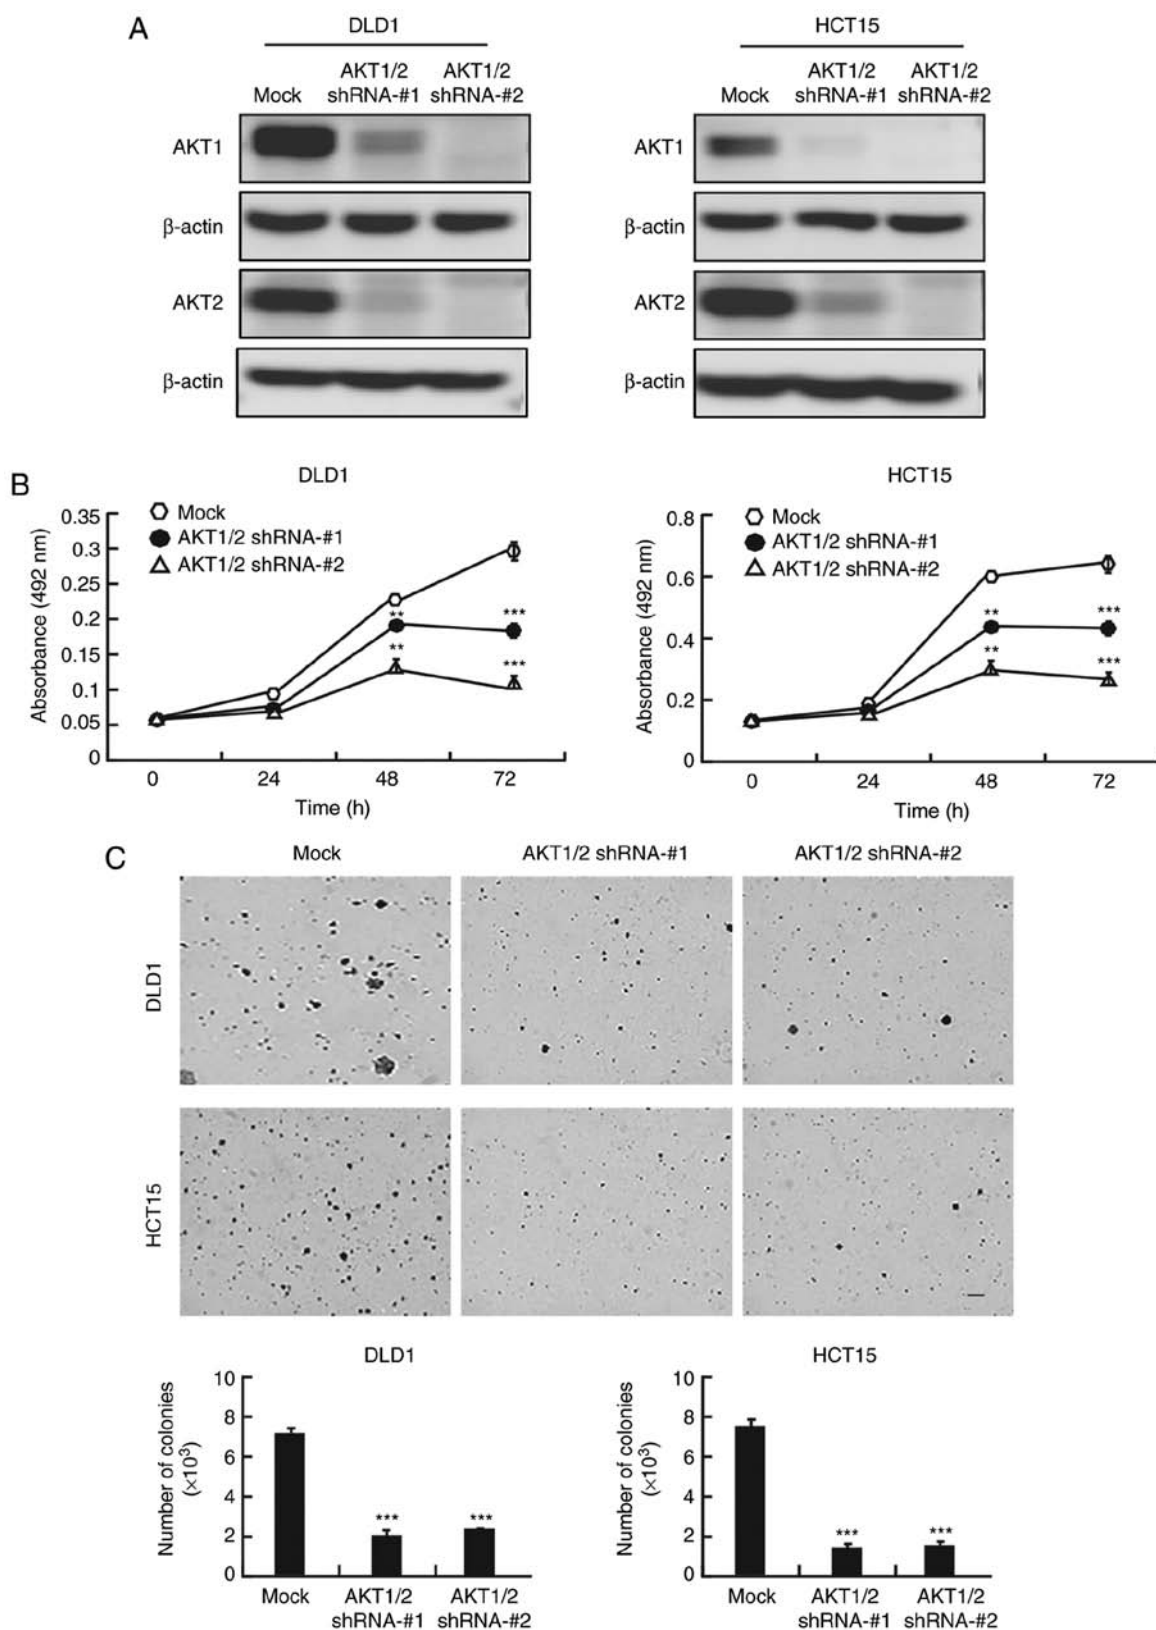 A
DLD1
HCT15
Mock
AKT1/2
shRNA-#1
AKT1/2
shRNA-#2
Mock
AKT1/2
shRNA-#1
AKT1/2
shRNA-#2
AKT1
β-actin
AKT2
β-actin
AKT1
β-actin
AKT2
β-actin
B
DLD1
Mock
AKT1/2 shRNA-#1
AKT1/2 shRNA-#2
Absorbance (492 nm)
0.35
0.3
0.25
0.2
0.15
0.1
0.05
0
**
**
***
***
0 24 48 72
Time (h)
HCT15
Mock
AKT1/2 shRNA-#1
AKT1/2 shRNA-#2
Absorbance (492 nm)
0.8
0.6
0.4
0.2
0
**
**
***
***
0 24 48 72
Time (h)
C
Mock AKT1/2 shRNA-#1 AKT1/2 shRNA-#2
DLD1
HCT15
DLD1
Number of colonies
(×10³)
10
8
6
4
2
0
*** ***
Mock
AKT1/2
shRNA-#1
AKT1/2
shRNA-#2
HCT15
Number of colonies
(×10³)
10
8
6
4
2
0
*** ***
Mock
AKT1/2
shRNA-#1
AKT1/2
shRNA-#2